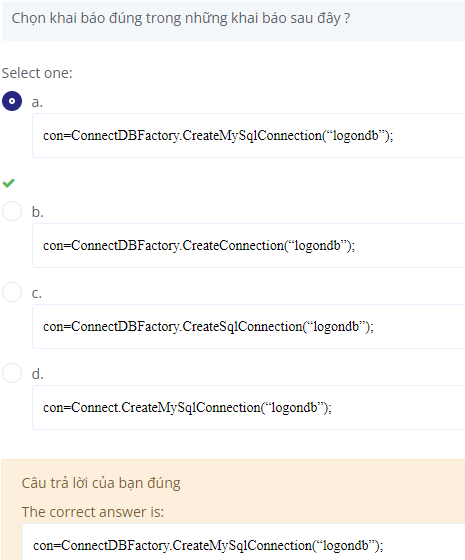 Chọn khai báo đúng trong những khai báo sau đây ?
Select one:
a.
con=ConnectDBFactory.CreateMySqlConnection(“logondb”);
b.
con=ConnectDBFactory.CreateConnection(“logondb”);
c.
con=ConnectDBFactory.CreateSqlConnection(“logondb”);
d.
con=Connect.CreateMySqlConnection(“logondb”);
Câu trả lời của bạn đúng
The correct answer is:
con=ConnectDBFactory.CreateMySqlConnection(“logondb”);